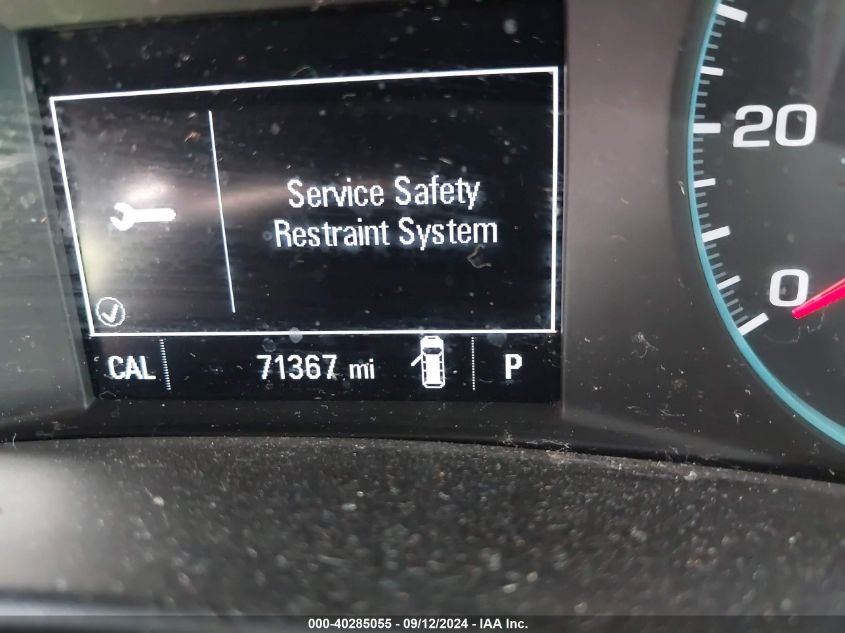 20
Service Safety
Restraint System
0
CAL 71367 mi P
000-40285055 - 09/12/2024 - IAA Inc.